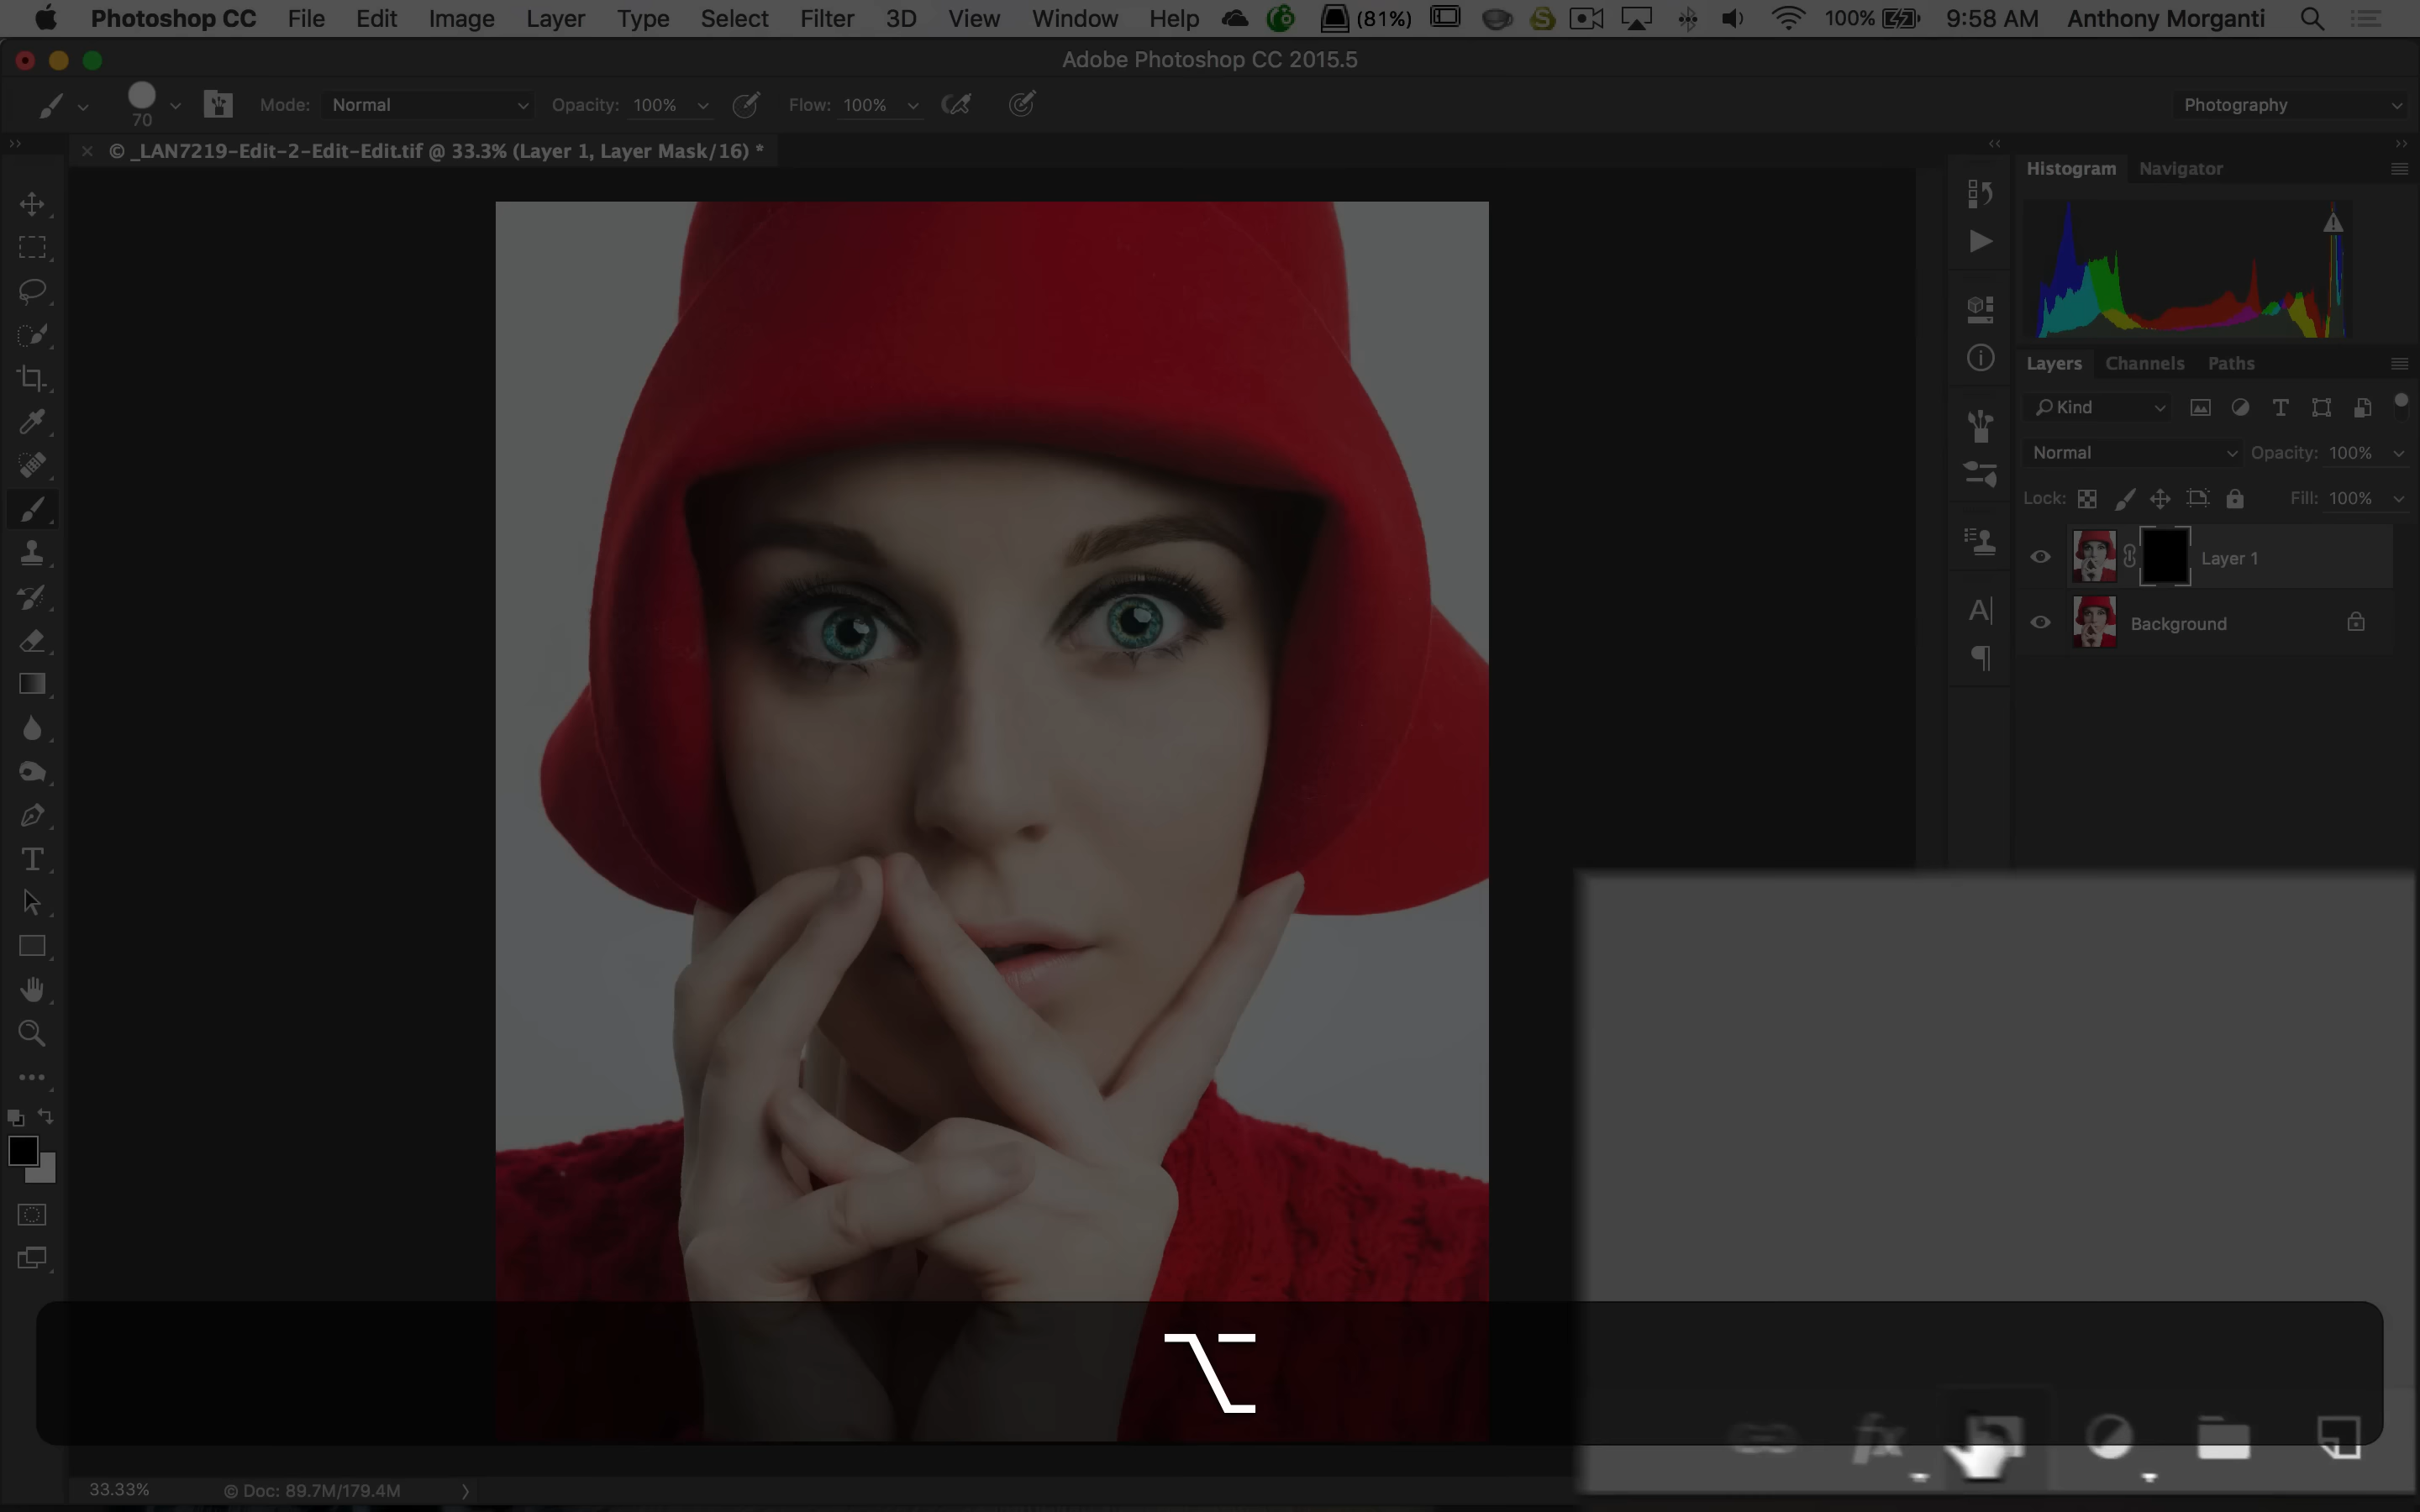 Photoshop CC File Edit Image Layer Type Select Filter 3D View Window Help (81%) 100% 9:58 AM Anthony Morganti
Adobe Photoshop CC 2015.5
70 Mode: Normal Opacity: 100% Flow: 100% Photography
© _LAN7219-Edit-2-Edit-Edit.tif @ 33.3% (Layer 1, Layer Mask/16) *
Histogram Navigator
Layers Channels Paths
Kind
Normal Opacity: 100%
Lock: Fill: 100%
Layer 1
Background
fx
33.33% © Doc: 89.7M/179.4M